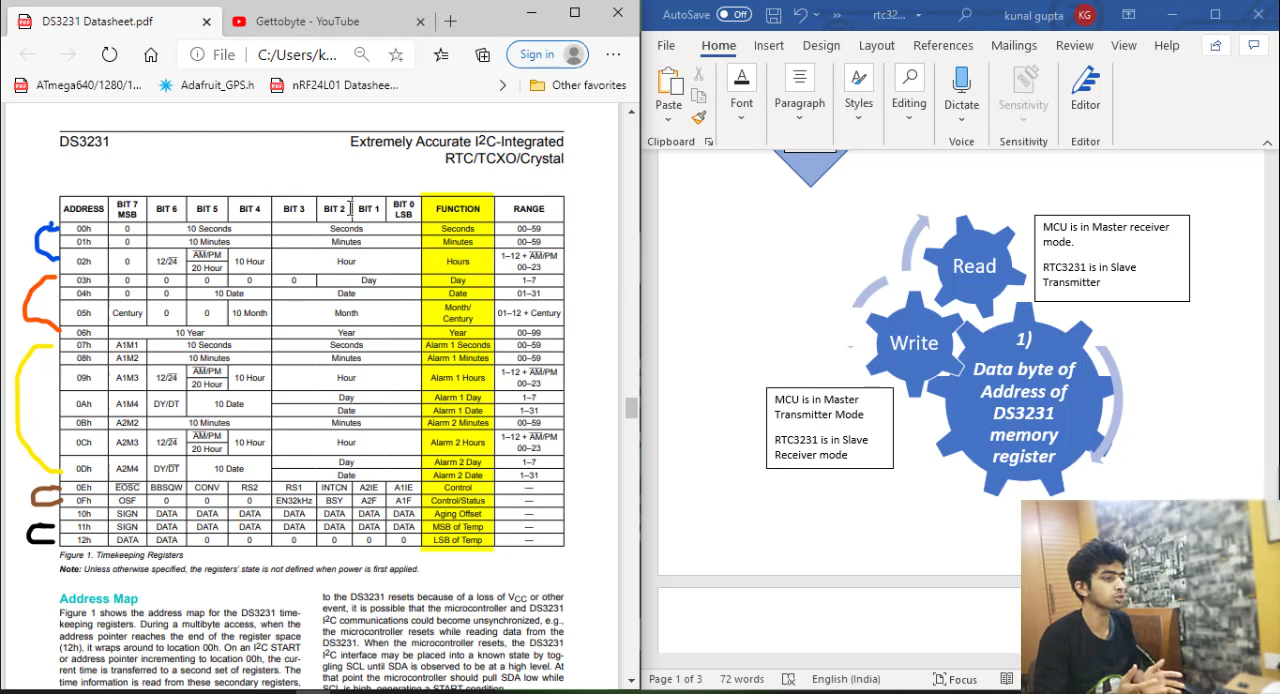 DS3231 Datasheet.pdf
Gettobyte - YouTube
File
C:/Users/k...
Sign in
ATmega640/1280/1...
Adafruit_GPS.h
nRF24L01 Datashee...
Other favorites
DS3231
Extremely Accurate I2C-Integrated
RTC/TCXO/Crystal
ADDRESS BIT 7 MSB BIT 6 BIT 5 BIT 4 BIT 3 BIT 2 BIT 1 BIT 0 LSB FUNCTION RANGE
00h 0 10 Seconds Seconds Seconds 00–59
01h 0 10 Minutes Minutes Minutes 00–59
02h 0 12/24 AM/PM 20 Hour 10 Hour Hour Hours 1–12 + AM/PM 00–23
03h 0 0 0 0 0 Day Day 1–7
04h 0 0 10 Date Date Date 01–31
05h Century 0 0 10 Month Month Month/ Century 01–12 + Century
06h 10 Year Year Year 00–99
07h A1M1 10 Seconds Seconds Alarm 1 Seconds 00–59
08h A1M2 10 Minutes Minutes Alarm 1 Minutes 00–59
09h A1M3 12/24 AM/PM 20 Hour 10 Hour Hour Alarm 1 Hours 1–12 + AM/PM 00–23
0Ah A1M4 DY/DT 10 Date Day Alarm 1 Day 1–7
Date Alarm 1 Date 1–31
0Bh A2M2 10 Minutes Minutes Alarm 2 Minutes 00–59
0Ch A2M3 12/24 AM/PM 20 Hour 10 Hour Hour Alarm 2 Hours 1–12 + AM/PM 00–23
0Dh A2M4 DY/DT 10 Date Day Alarm 2 Day 1–7
Date Alarm 2 Date 1–31
0Eh EOSC BBSQW CONV RS2 RS1 INTCN A2IE A1IE Control —
0Fh OSF 0 0 0 EN32kHz BSY A2F A1F Control/Status —
10h SIGN DATA DATA DATA DATA DATA DATA DATA Aging Offset —
11h SIGN DATA DATA DATA DATA DATA DATA DATA MSB of Temp —
12h DATA DATA 0 0 0 0 0 0 LSB of Temp —
Figure 1. Timekeeping Registers
Note: Unless otherwise specified, the registers' state is not defined when power is first applied.
Address Map
Figure 1 shows the address map for the DS3231 time-
keeping registers. During a multibyte access, when the
address pointer reaches the end of the register space
(12h), it wraps around to location 00h. On an I2C START
or address pointer incrementing to location 00h, the cur-
rent time is transferred to a second set of registers. The
time information is read from these secondary registers,
to the DS3231 resets because of a loss of VCC or other
event, it is possible that the microcontroller and DS3231
I2C communications could become unsynchronized, e.g.,
the microcontroller resets while reading data from the
DS3231. When the microcontroller resets, the DS3231
I2C interface may be placed into a known state by tog-
gling SCL until SDA is observed to be at a high level. At
that point the microcontroller should pull SDA low while
SCL is high, generating a START condition.
AutoSave Off
rtc32...
kunal gupta KG
File Home Insert Design Layout References Mailings Review View Help
Paste Font Paragraph Styles Editing Dictate Sensitivity Editor
Clipboard Voice Sensitivity Editor
Read
MCU is in Master receiver
mode.
RTC3231 is in Slave
Transmitter
Write
MCU is in Master
Transmitter Mode
RTC3231 is in Slave
Receiver mode
1)
Data byte of
Address of
DS3231
memory
register
Page 1 of 3 72 words English (India) Focus